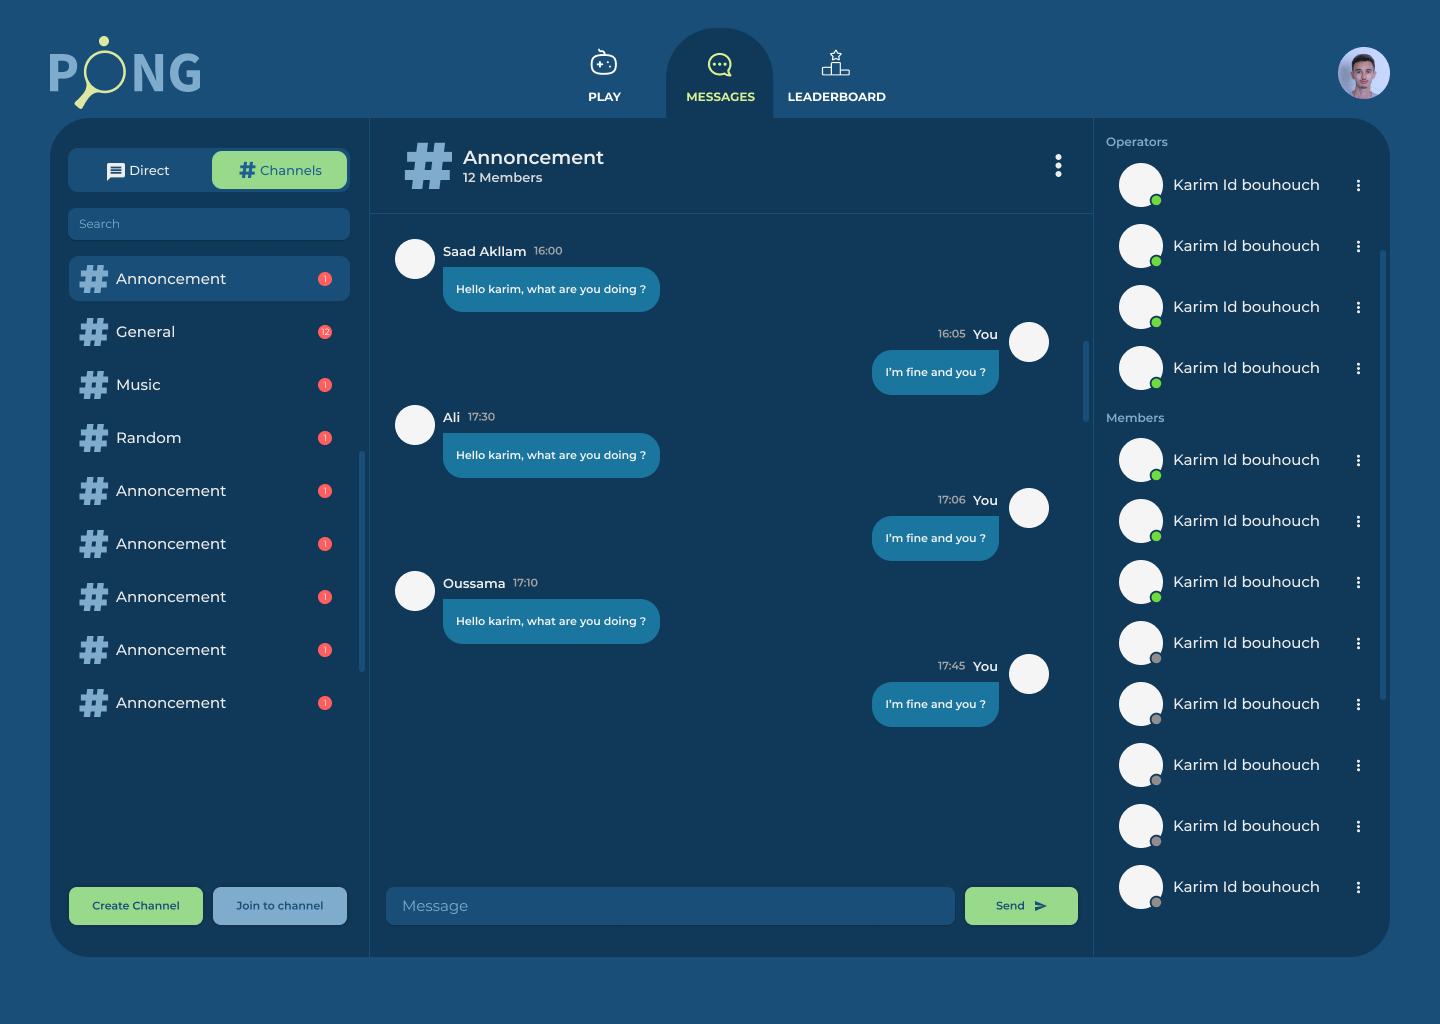 PONG
PLAY
MESSAGES
LEADERBOARD
Direct
Channels
Search
Annoncement
1
General
12
Music
1
Random
1
Annoncement
1
Annoncement
1
Annoncement
1
Annoncement
1
Annoncement
1
Create Channel
Join to channel
Annoncement
12 Members
Saad Akllam 16:00
Hello karim, what are you doing ?
16:05 You
I'm fine and you ?
Ali 17:30
Hello karim, what are you doing ?
17:06 You
I'm fine and you ?
Oussama 17:10
Hello karim, what are you doing ?
17:45 You
I'm fine and you ?
Message
Send
Operators
Karim Id bouhouch
Karim Id bouhouch
Karim Id bouhouch
Karim Id bouhouch
Members
Karim Id bouhouch
Karim Id bouhouch
Karim Id bouhouch
Karim Id bouhouch
Karim Id bouhouch
Karim Id bouhouch
Karim Id bouhouch
Karim Id bouhouch